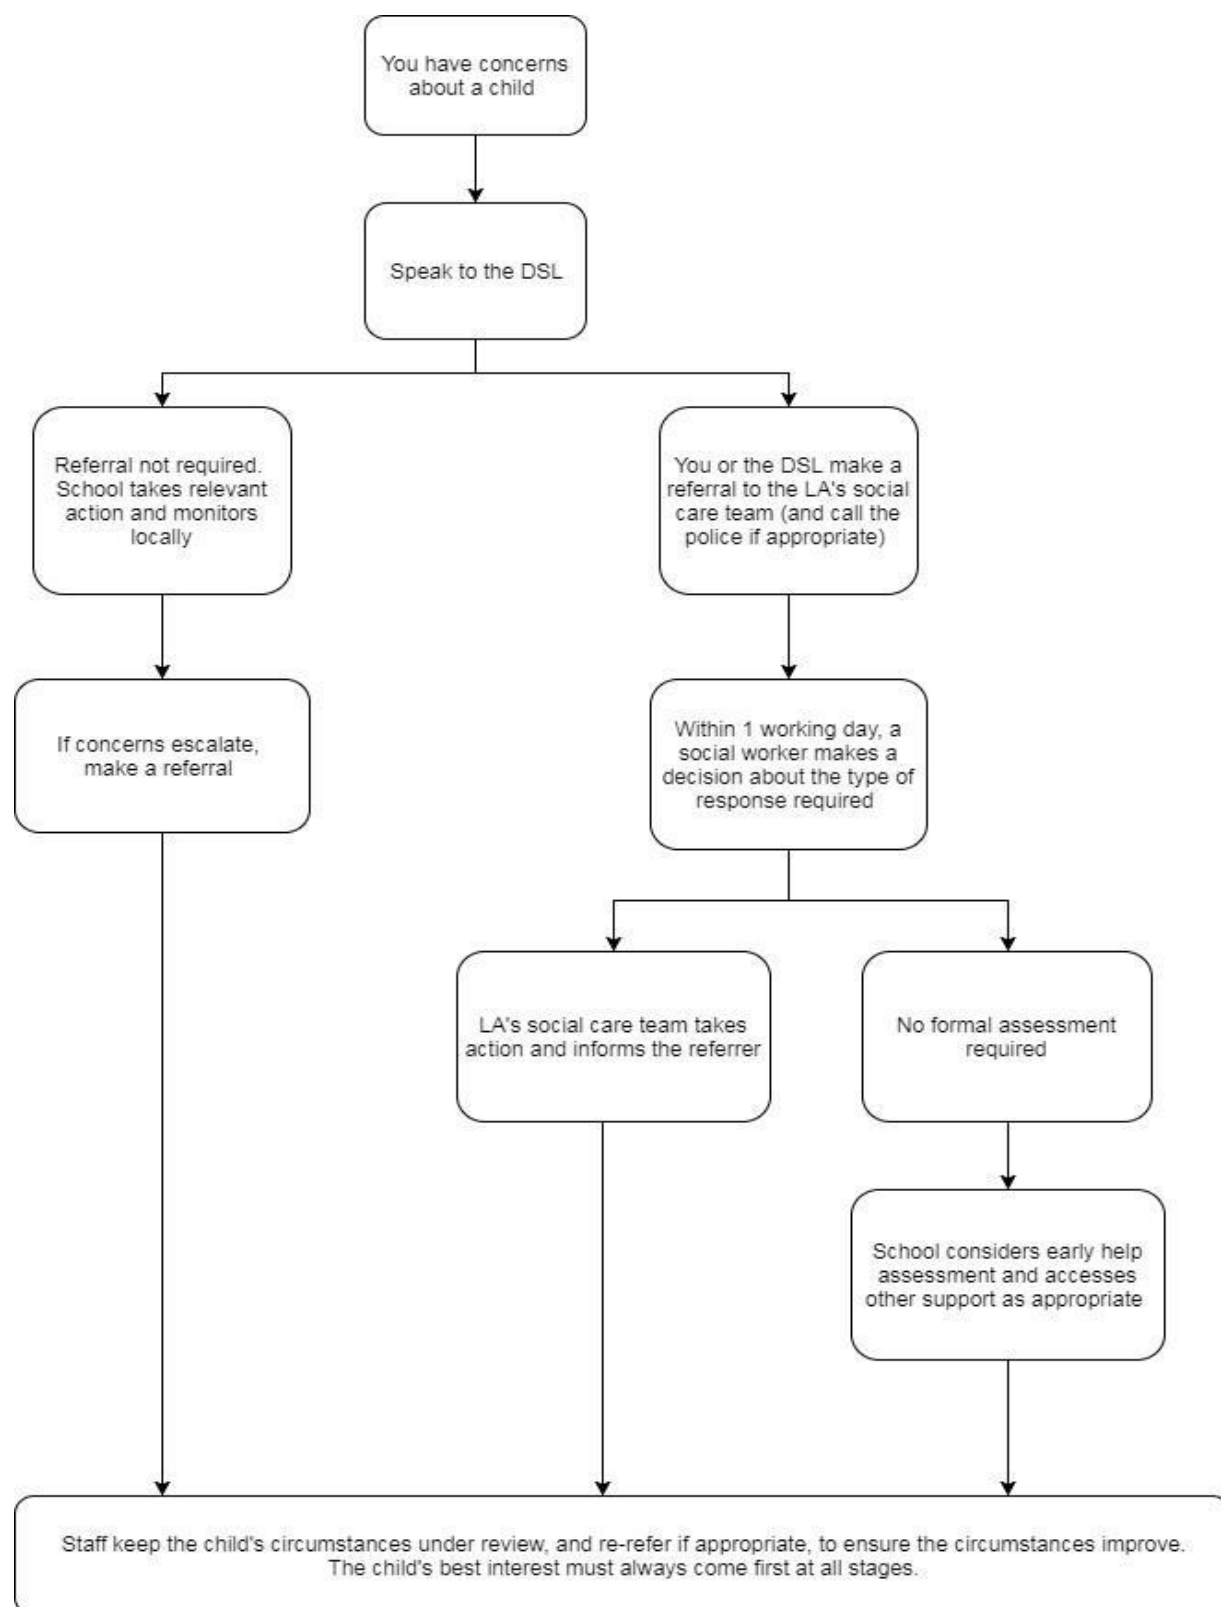 You have concerns
about a child
Speak to the DSL
Referral not required.
School takes relevant
action and monitors
locally
You or the DSL make a
referral to the LA's social
care team (and call the
police if appropriate)
If concerns escalate,
make a referral
Within 1 working day, a
social worker makes a
decision about the type of
response required
LA's social care team takes
action and informs the referrer
No formal assessment
required
School considers early help
assessment and accesses
other support as appropriate
Staff keep the child's circumstances under review, and re-refer if appropriate, to ensure the circumstances improve.
The child's best interest must always come first at all stages.